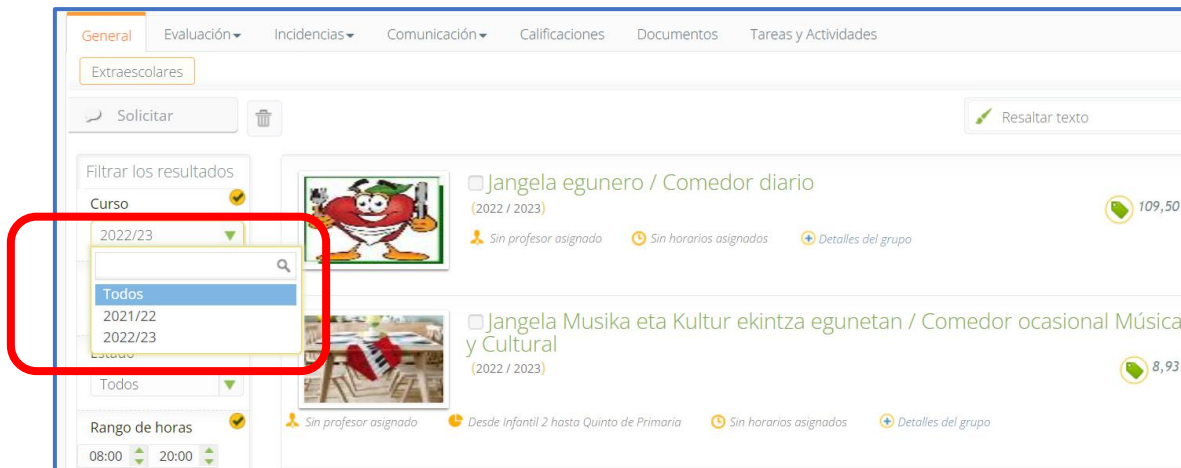 General Evaluación Incidencias Comunicación Calificaciones Documentos Tareas y Actividades
Extraescolares
Solicitar
Resaltar texto
Filtrar los resultados
Curso
2022/23
Todos
2021/22
2022/23
Estado
Todos
Rango de horas
08:00 20:00
Jangela egunero / Comedor diario
(2022 / 2023)
109,50
Sin profesor asignado Sin horarios asignados Detalles del grupo
Jangela Musika eta Kultur ekintza egunetan / Comedor ocasional Música
y Cultural
(2022 / 2023)
8,93
Sin profesor asignado Desde Infantil 2 hasta Quinto de Primaria Sin horarios asignados Detalles del grupo